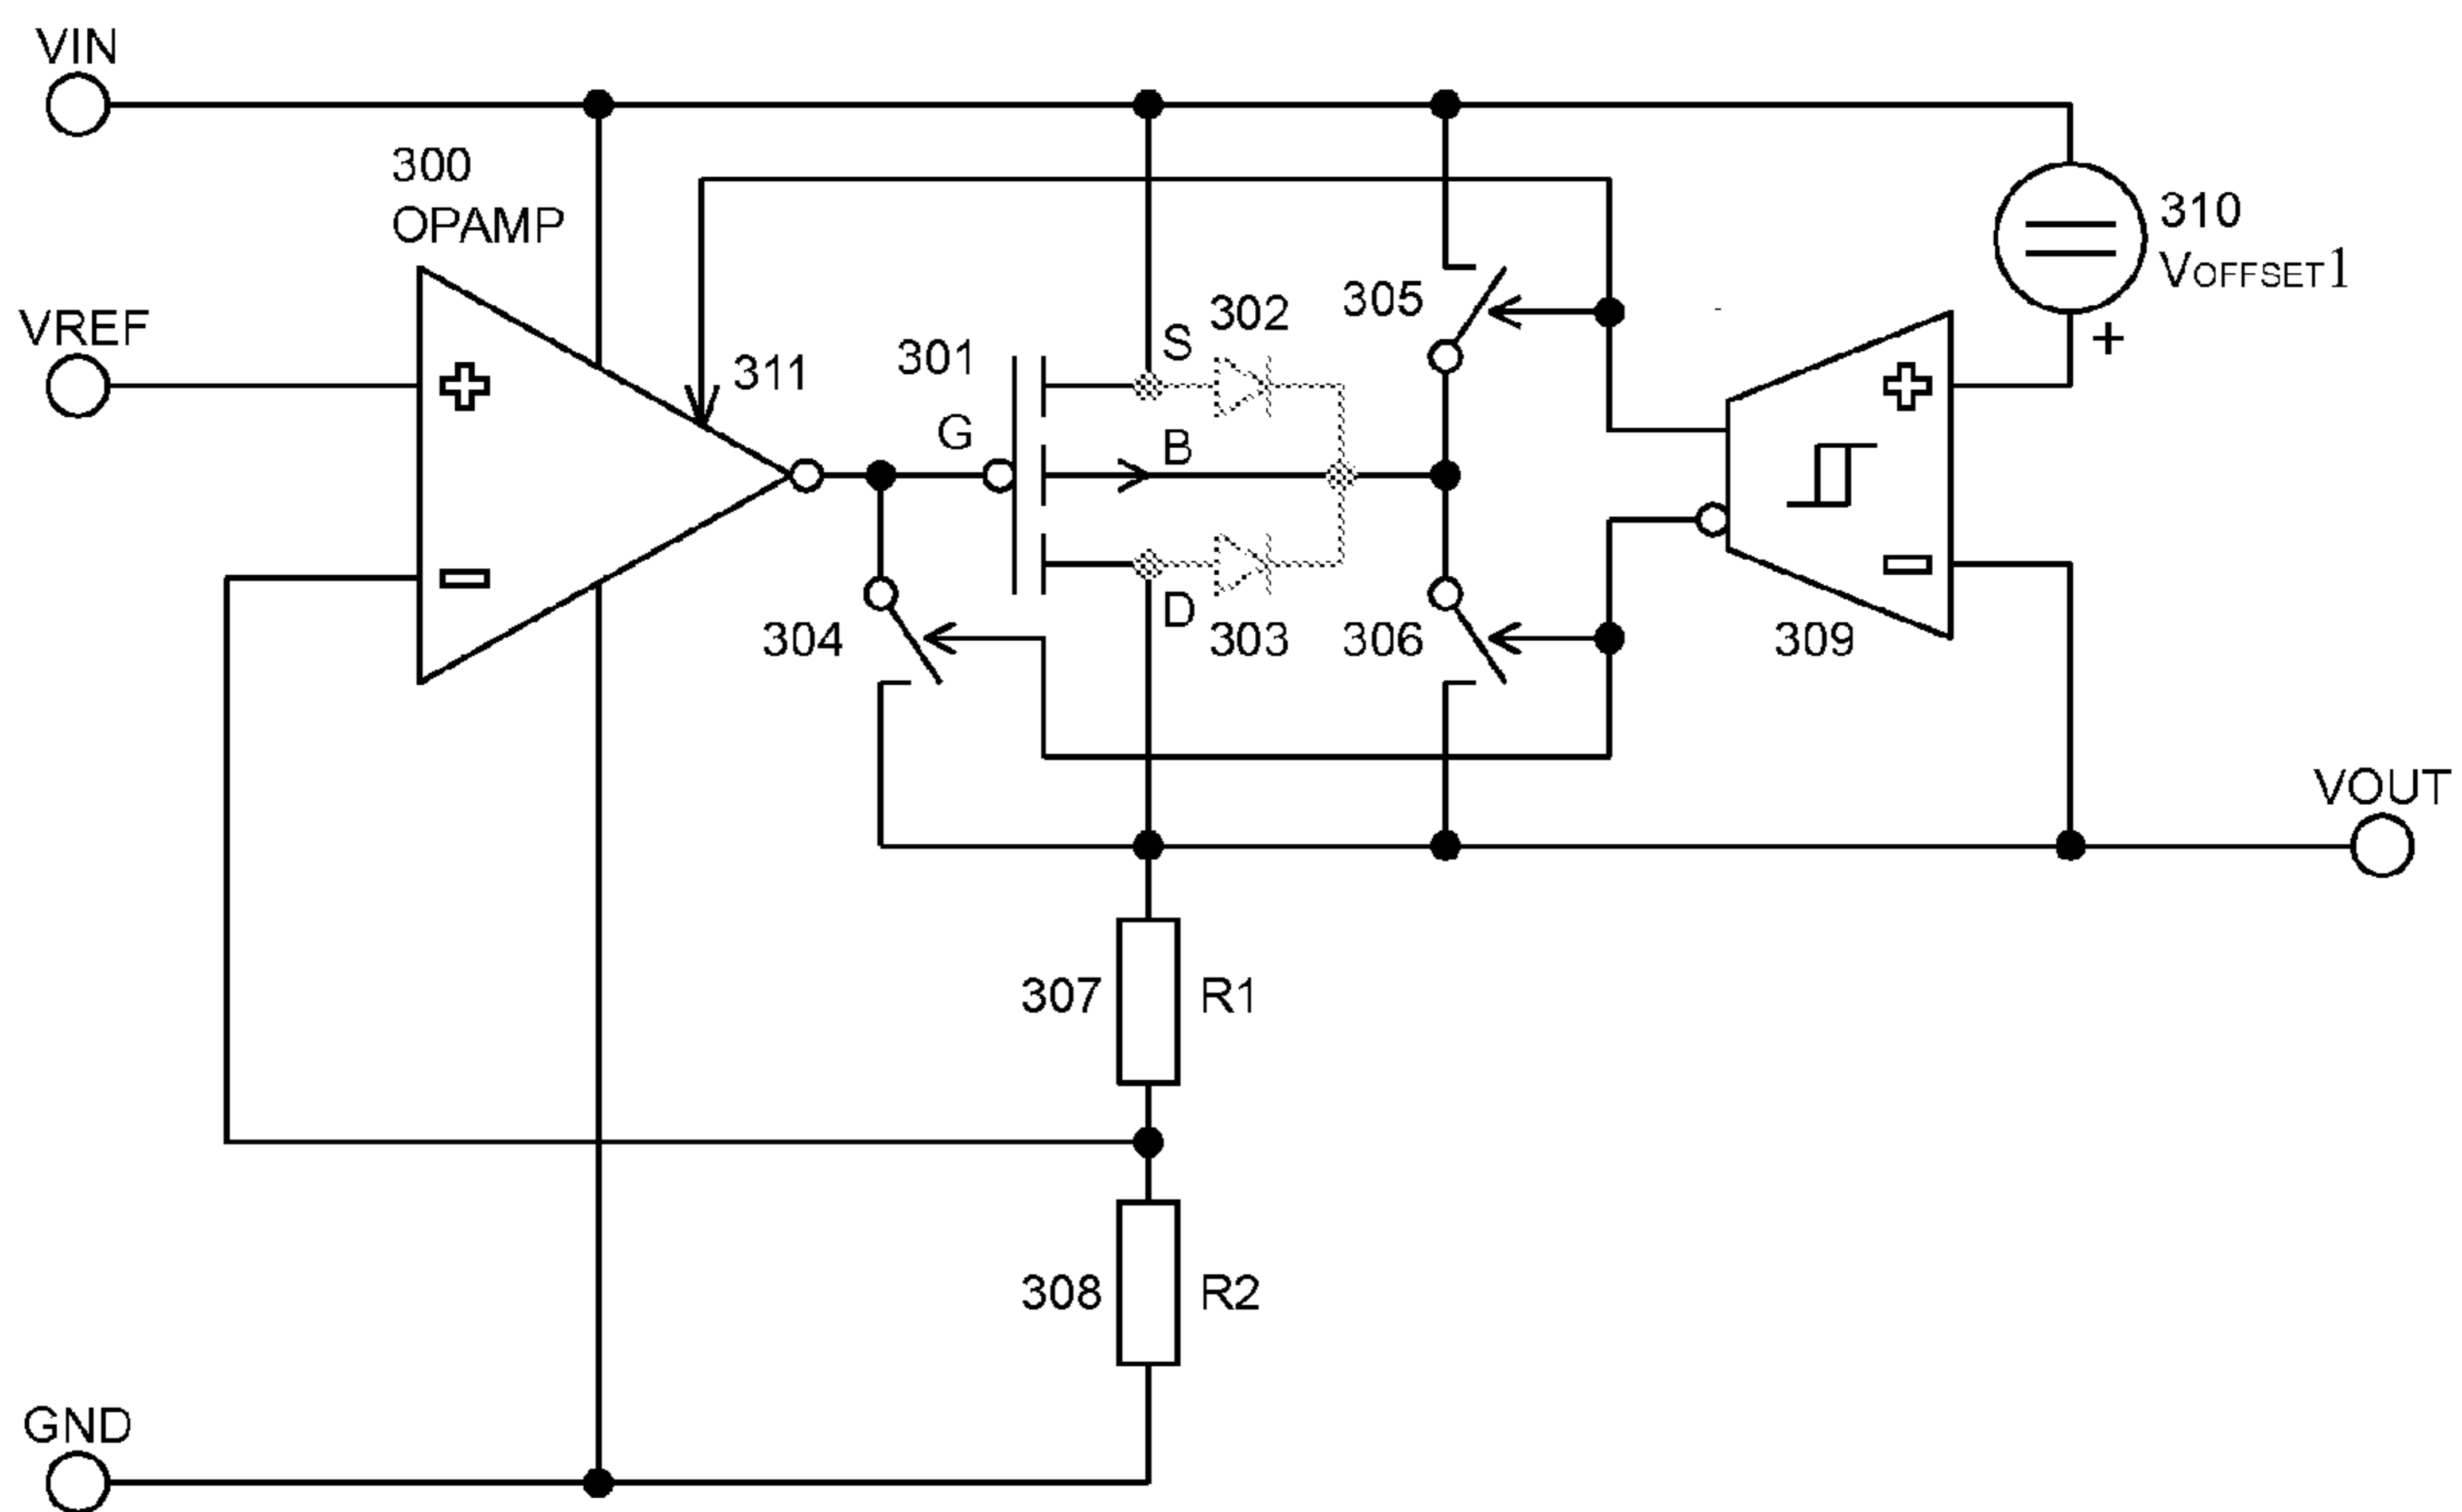 VIN
300
OPAMP
310
VOFFSET1
305
302
S
VREF
+
301
311
G
B
D
304
303
306
309
VOUT
307
R1
308
R2
GND